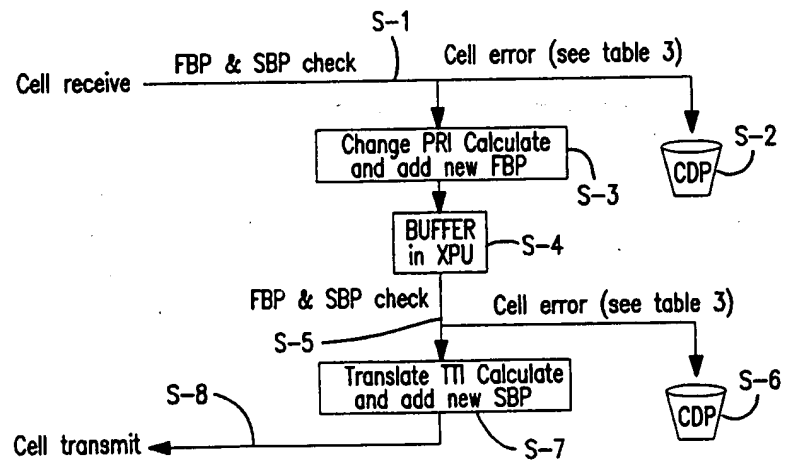 S-1
FBP & SBP check
Cell error (see table 3)
Cell receive
S-2
CDP
Change PRI Calculate
and add new FBP
S-3
BUFFER
in XPU
S-4
FBP & SBP check
Cell error (see table 3)
S-5
Translate TTI Calculate
and add new SBP
S-6
CDP
S-8
S-7
Cell transmit